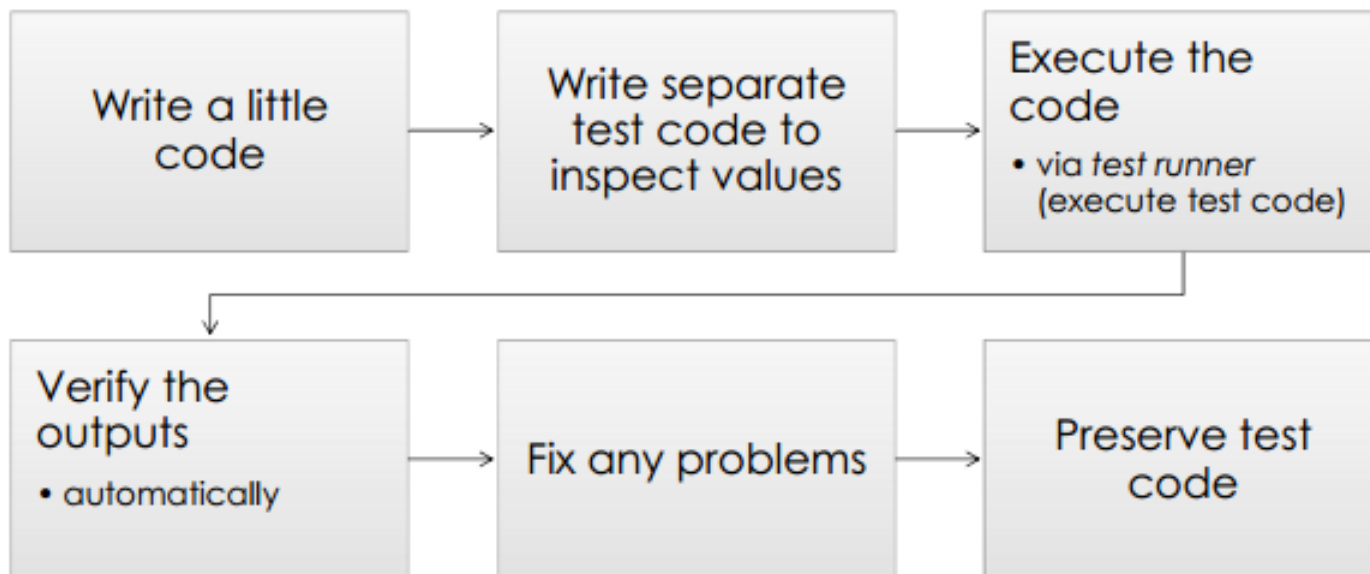 Write a little
code
Write separate
test code to
inspect values
Execute the
code
• via test runner
(execute test code)
Verify the
outputs
• automatically
Fix any problems
Preserve test
code